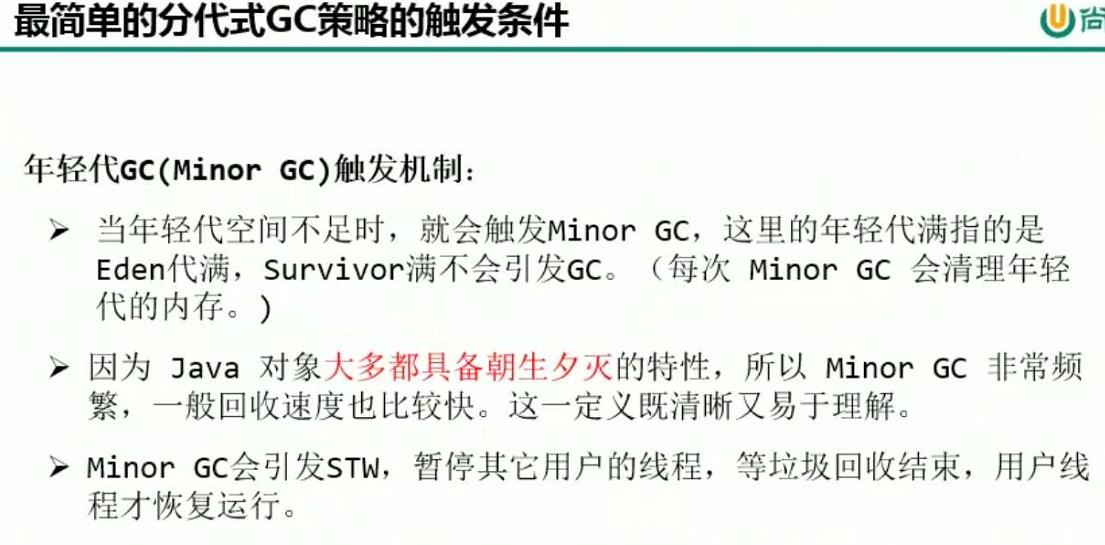 最简单的分代式GC策略的触发条件
尚
年轻代GC(Minor GC)触发机制：
➢ 当年轻代空间不足时，就会触发Minor GC，这里的年轻代满指的是
Eden代满，Survivor满不会引发GC。（每次 Minor GC 会清理年轻
代的内存。)
➢ 因为 Java 对象大多都具备朝生夕灭的特性，所以 Minor GC 非常频
繁，一般回收速度也比较快。这一定义既清晰又易于理解。
➢ Minor GC会引发STW，暂停其它用户的线程，等垃圾回收结束，用户线
程才恢复运行。